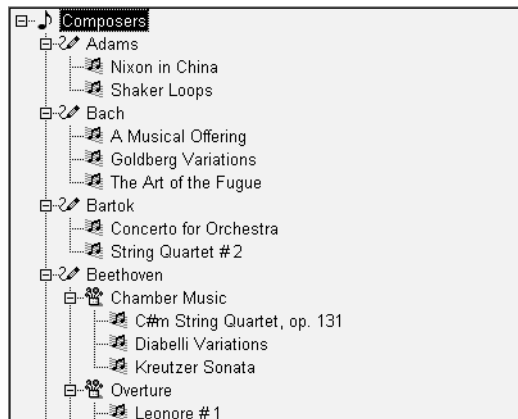 Composers
Adams
Nixon in China
Shaker Loops
Bach
A Musical Offering
Goldberg Variations
The Art of the Fugue
Bartok
Concerto for Orchestra
String Quartet #2
Beethoven
Chamber Music
C#m String Quartet, op. 131
Diabelli Variations
Kreutzer Sonata
Overture
Leonore #1